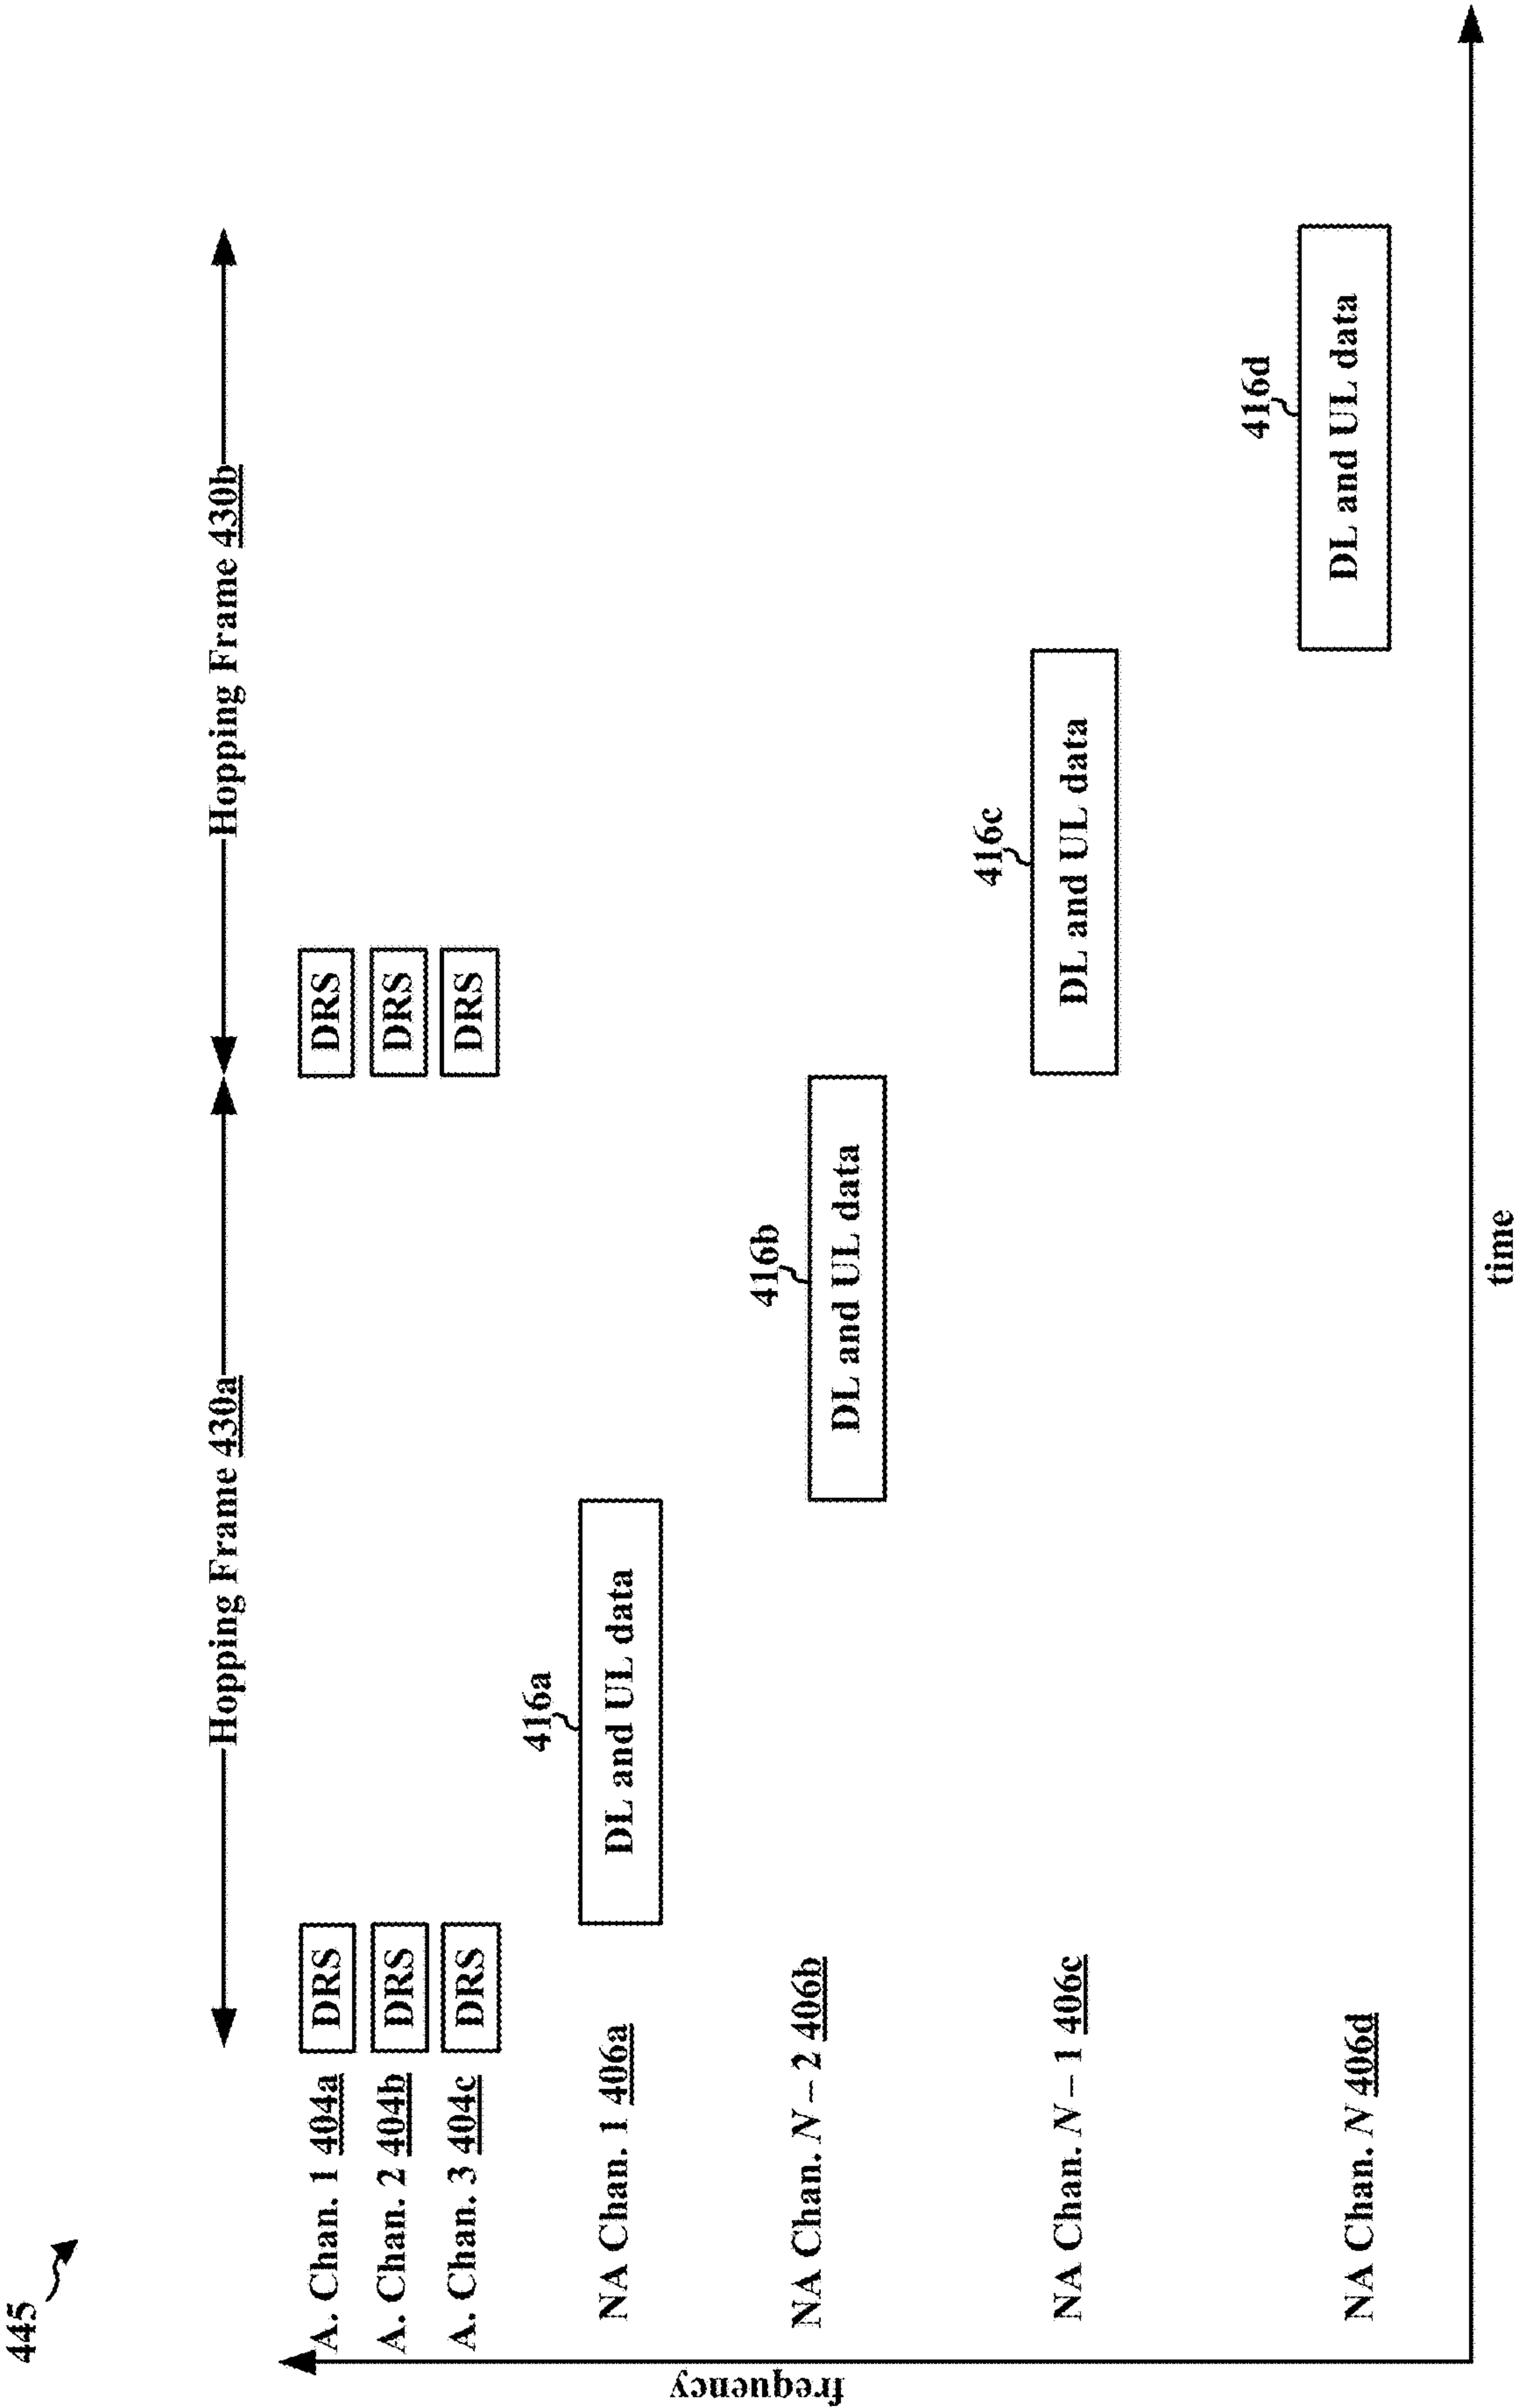 445
Hopping Frame 430a
Hopping Frame 430b
A. Chan. 1 404a
DRS
DRS
A. Chan. 2 404b
DRS
DRS
A. Chan. 3 404c
DRS
DRS
416a
NA Chan. 1 406a
DL and UL data
416b
NA Chan. N – 2 406b
DL and UL data
416c
NA Chan. N – 1 406c
DL and UL data
416d
NA Chan. N 406d
DL and UL data
frequency
time